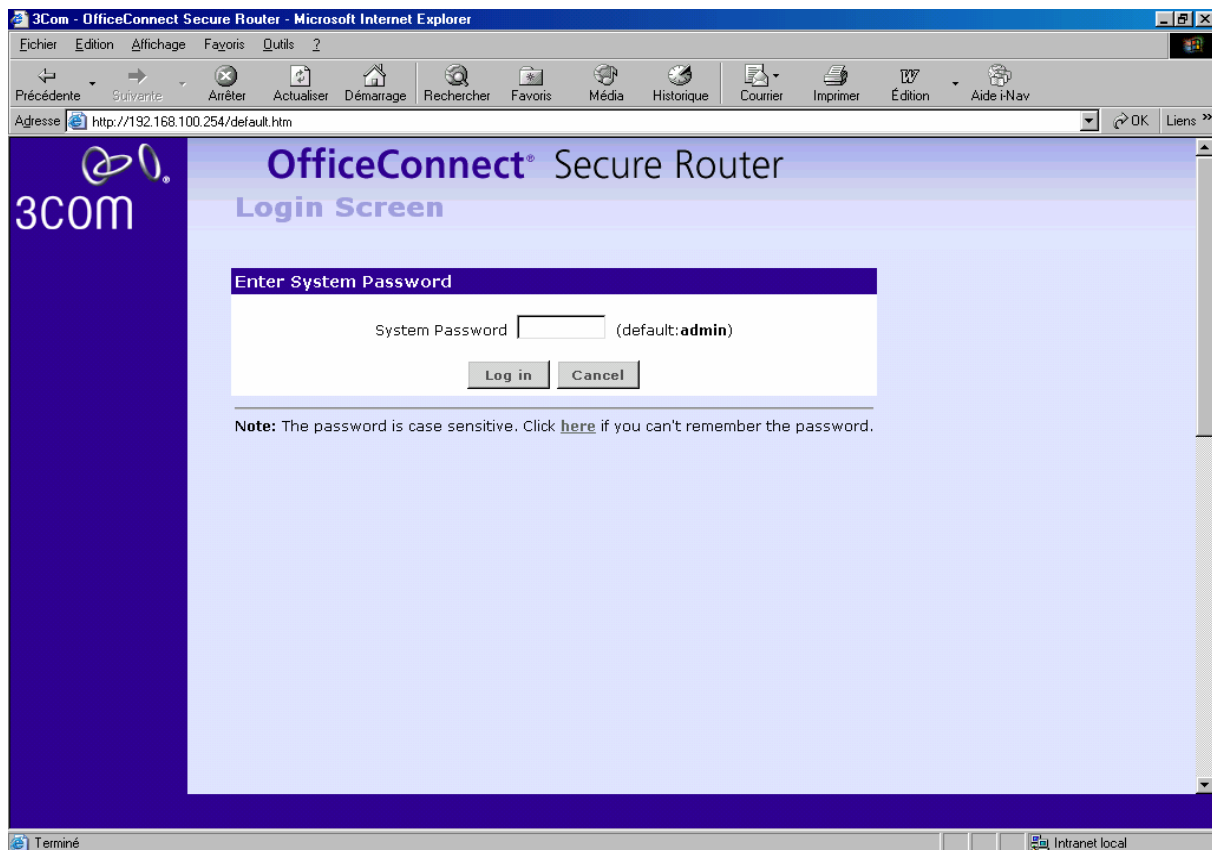 3Com - OfficeConnect Secure Router - Microsoft Internet Explorer
Fichier Edition Affichage Favoris Outils ?
Précédente Suivante Arrêter Actualiser Démarrage Rechercher Favoris Média Historique Courrier Imprimer Édition Aide i-Nav
Adresse http://192.168.100.254/default.htm OK Liens »
3COM
OfficeConnect® Secure Router
Login Screen
Enter System Password
System Password (default:admin)
Log in Cancel
Note: The password is case sensitive. Click here if you can't remember the password.
Terminé Intranet local